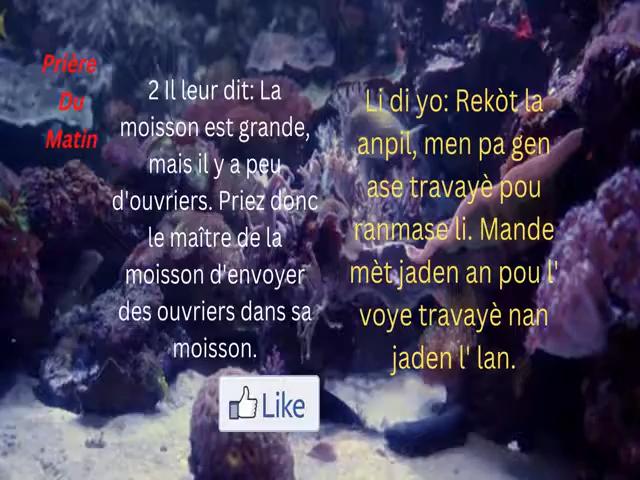 Prière
Du
Matin
2 Il leur dit: La
moisson est grande,
mais il y a peu
d'ouvriers. Priez donc
le maître de la
moisson d'envoyer
des ouvriers dans sa
moisson.
Li di yo: Rekòt la
anpil, men pa gen
ase travayè pou
ranmase li. Mande
mèt jaden an pou l'
voye travayè nan
jaden l' lan.
Like